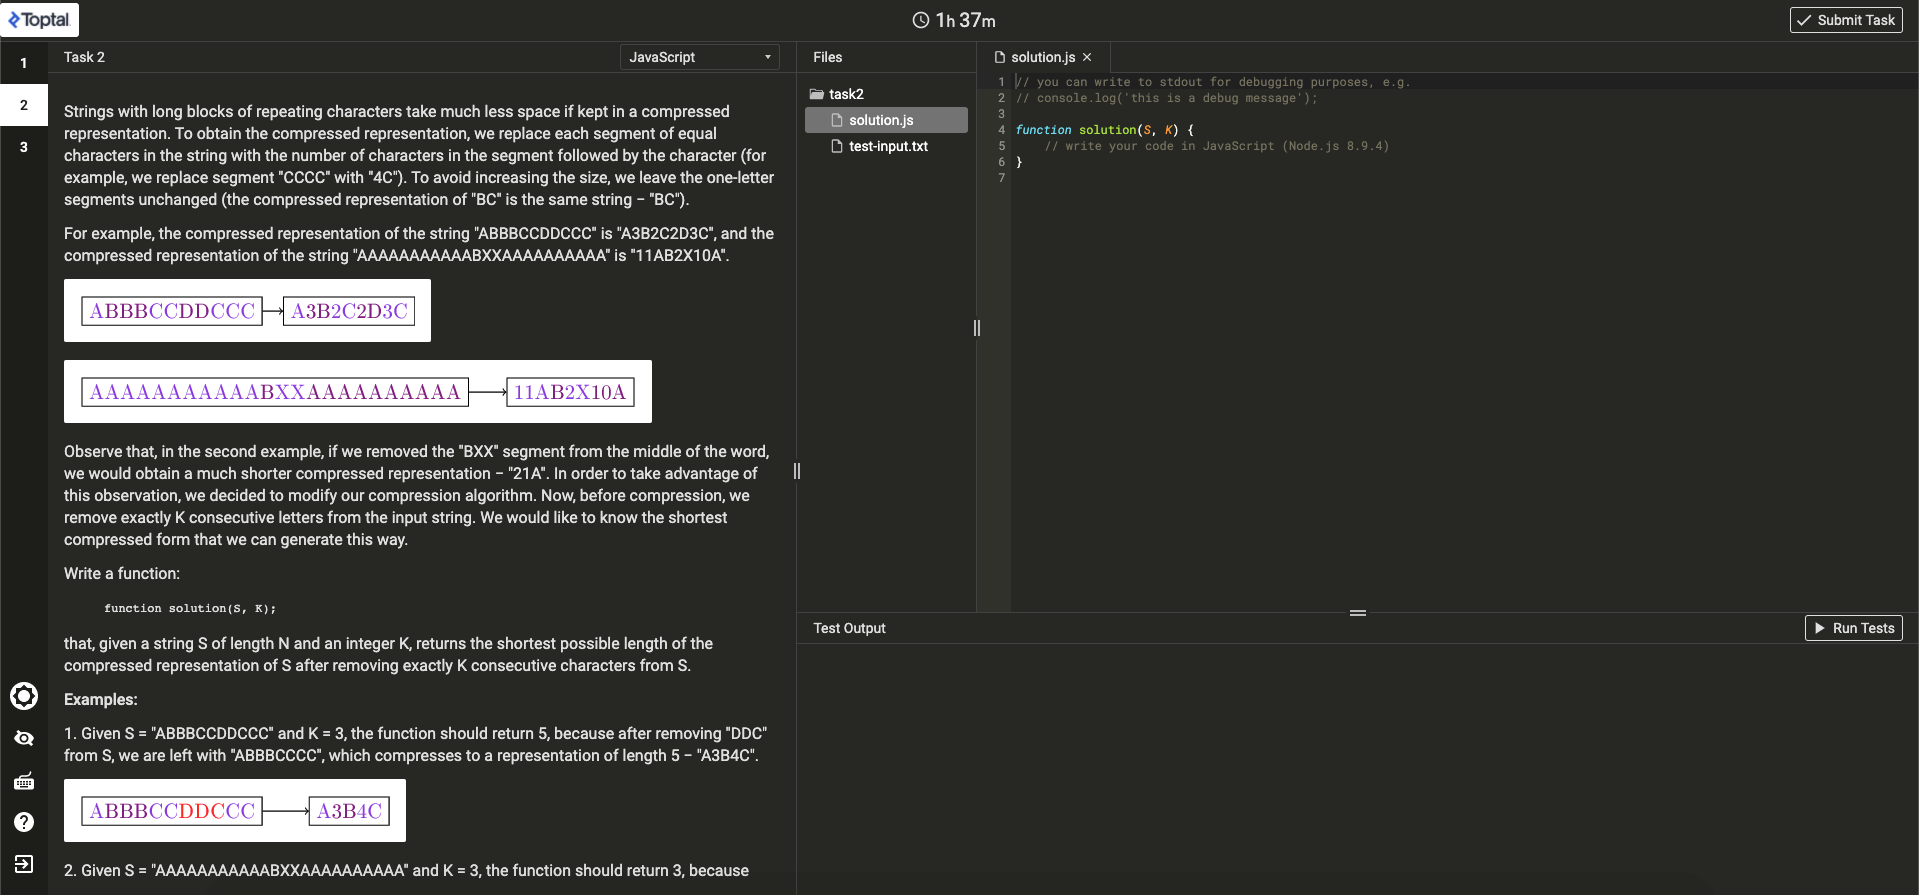 Toptal
1h 37m
Submit Task
1
2
3
Task 2
JavaScript
Strings with long blocks of repeating characters take much less space if kept in a compressed
representation. To obtain the compressed representation, we replace each segment of equal
characters in the string with the number of characters in the segment followed by the character (for
example, we replace segment "CCCC" with "4C"). To avoid increasing the size, we leave the one-letter
segments unchanged (the compressed representation of "BC" is the same string − "BC").
For example, the compressed representation of the string "ABBBCCDDCCC" is "A3B2C2D3C", and the
compressed representation of the string "AAAAAAAAAAABXXAAAAAAAAAA" is "11AB2X10A".
ABBBCCDDCCC A3B2C2D3C
AAAAAAAAAAABXXAAAAAAAAAA 11AB2X10A
Observe that, in the second example, if we removed the "BXX" segment from the middle of the word,
we would obtain a much shorter compressed representation − "21A". In order to take advantage of
this observation, we decided to modify our compression algorithm. Now, before compression, we
remove exactly K consecutive letters from the input string. We would like to know the shortest
compressed form that we can generate this way.
Write a function:
function solution(S, K);
that, given a string S of length N and an integer K, returns the shortest possible length of the
compressed representation of S after removing exactly K consecutive characters from S.
Examples:
1. Given S = "ABBBCCDDCCC" and K = 3, the function should return 5, because after removing "DDC"
from S, we are left with "ABBBCCCC", which compresses to a representation of length 5 − "A3B4C".
ABBBCCDDCCC A3B4C
2. Given S = "AAAAAAAAAAABXXAAAAAAAAAA" and K = 3, the function should return 3, because
Files
task2
solution.js
test-input.txt
solution.js
1 // you can write to stdout for debugging purposes, e.g.
2 // console.log('this is a debug message');
3
4 function solution(S, K) {
5 // write your code in JavaScript (Node.js 8.9.4)
6 }
7
Test Output
Run Tests